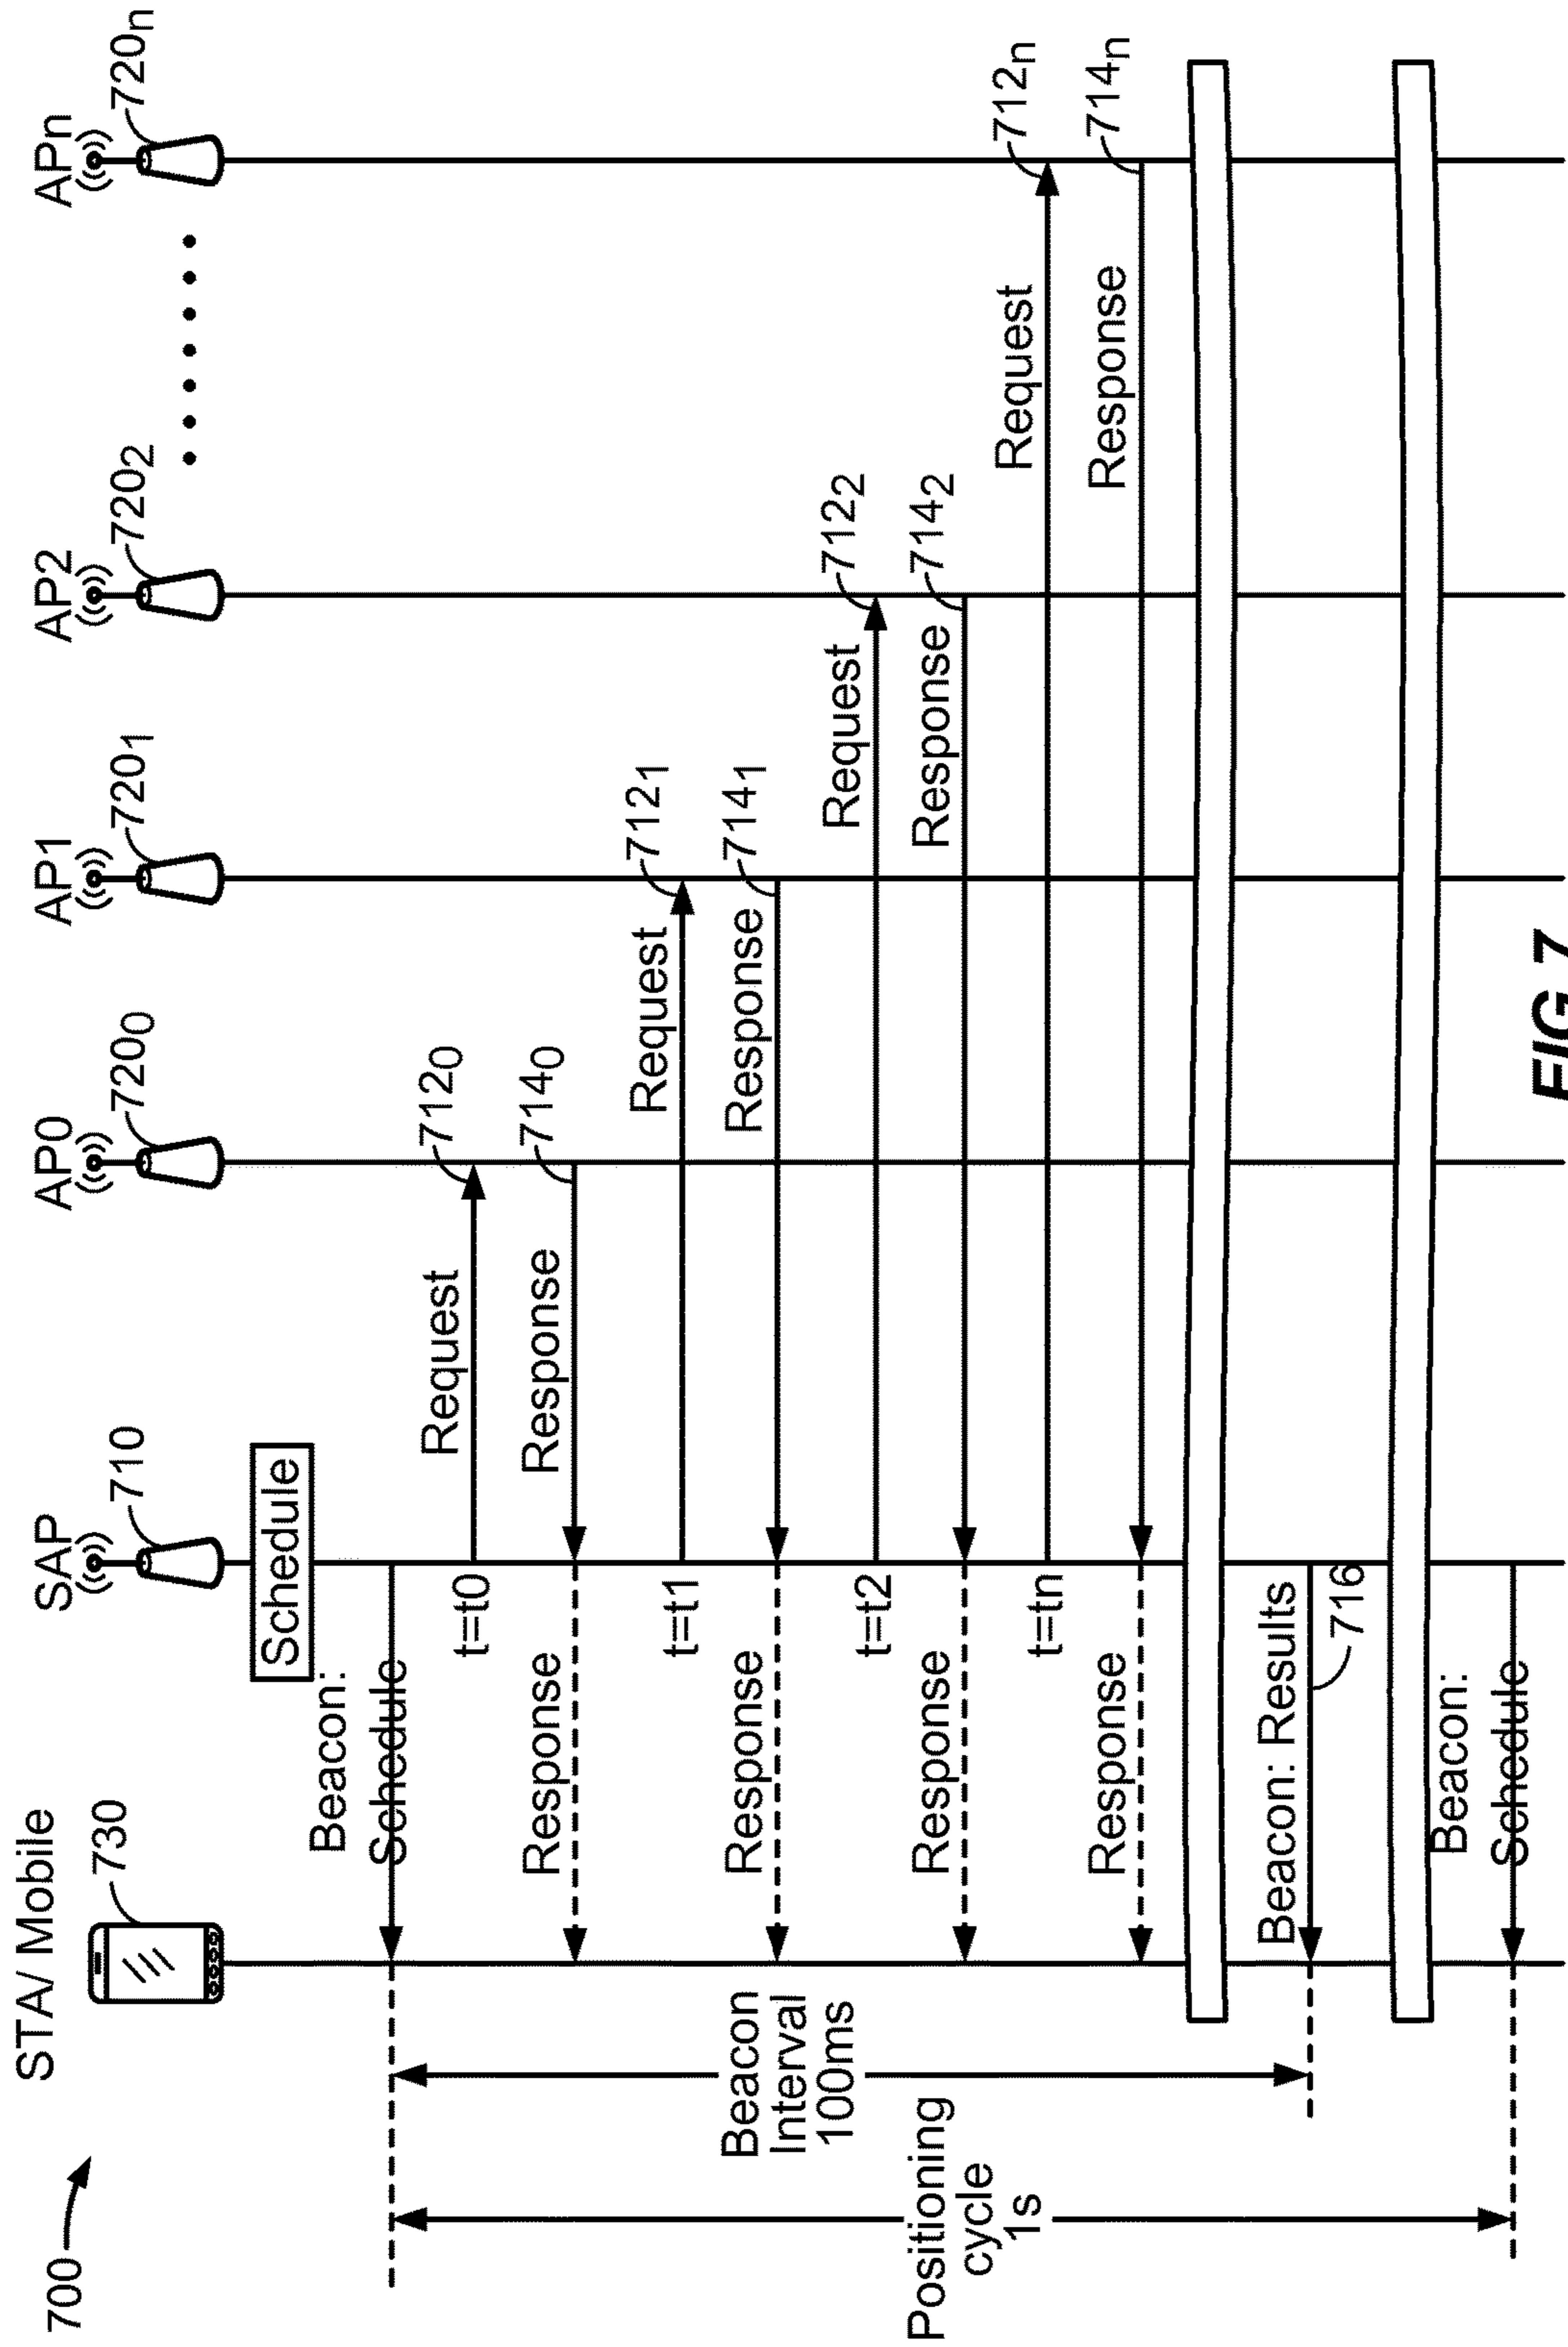 700
STA/ Mobile
730
SAP
710
AP0
720₀
AP1
720₁
AP2
720₂
APn
720ₙ
Schedule
Beacon:
Schedule
t=t0
Request
712₀
Response
Response
714₀
t=t1
Request
712₁
Response
Response
714₁
t=t2
Request
712₂
Response
Response
714₂
t=tn
Request
712ₙ
Response
Response
714ₙ
Beacon
Interval
100ms
Positioning
cycle
1s
Beacon: Results
716
Beacon:
Schedule
FIG 7